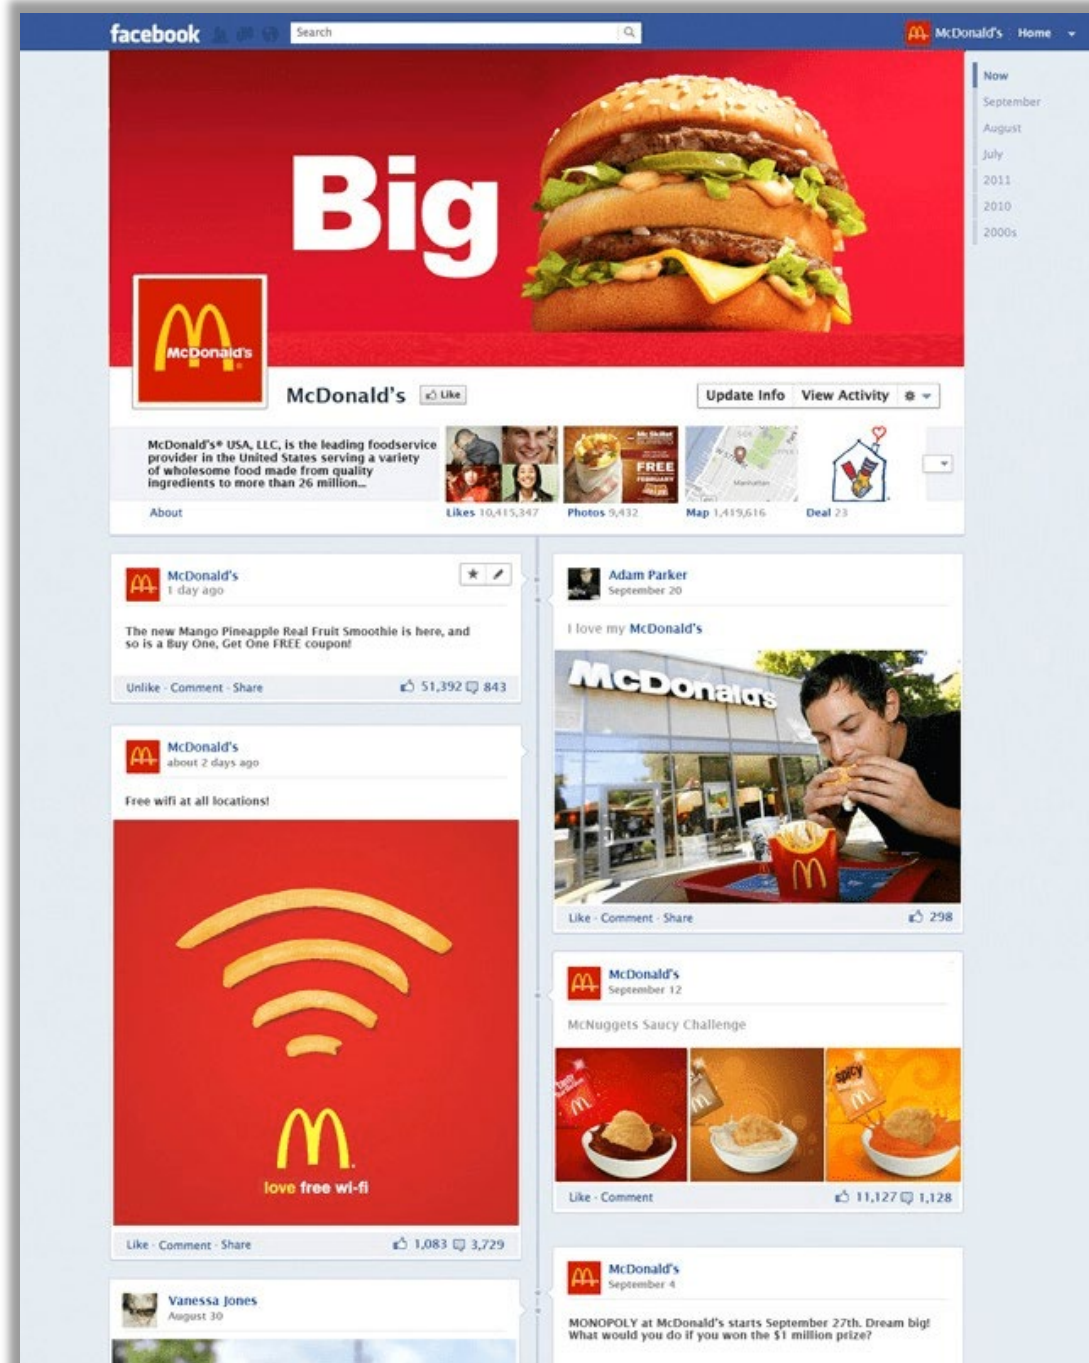 facebook
Search
McDonald's Home
Now
September
August
July
2011
2010
2000s
Big
McDonald's
McDonald's Like
Update Info View Activity
McDonald's® USA, LLC, is the leading foodservice
provider in the United States serving a variety
of wholesome food made from quality
ingredients to more than 26 million...
About
FREE
FEBRUARY
Manhattan
Likes 10,415,347
Photos 9,432
Map 1,419,616
Deal 23
McDonald's
1 day ago
The new Mango Pineapple Real Fruit Smoothie is here, and
so is a Buy One, Get One FREE coupon!
Unlike · Comment · Share 51,392 843
McDonald's
about 2 days ago
Free wifi at all locations!
love free wi-fi
Like · Comment · Share 1,083 3,729
Vanessa Jones
August 30
Adam Parker
September 20
I love my McDonald's
McDonald's
Like · Comment · Share 298
McDonald's
September 12
McNuggets Saucy Challenge
tasty
spicy
Like · Comment 11,127 1,128
McDonald's
September 4
MONOPOLY at McDonald's starts September 27th. Dream big!
What would you do if you won the $1 million prize?